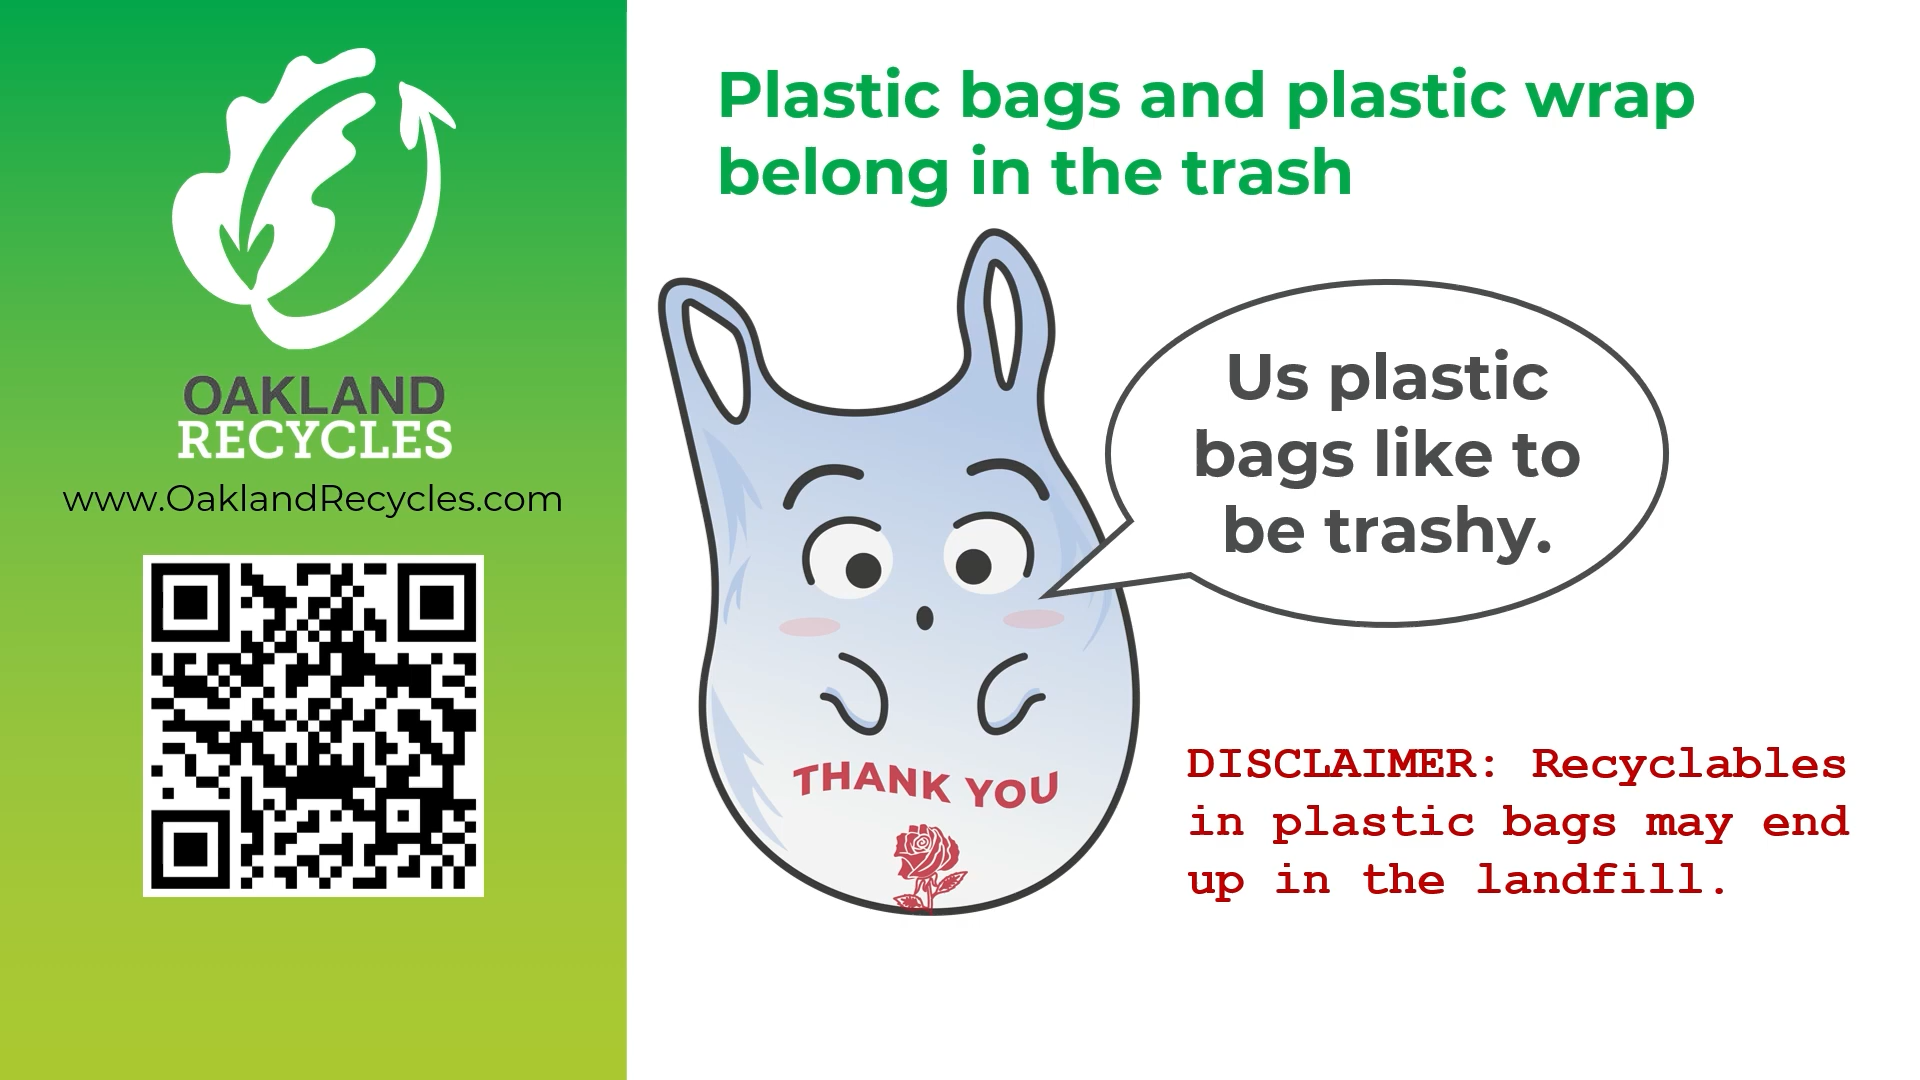 OAKLAND
RECYCLES
www.OaklandRecycles.com
Plastic bags and plastic wrap
belong in the trash
Us plastic
bags like to
be trashy.
THANK YOU
DISCLAIMER: Recyclables
in plastic bags may end
up in the landfill.